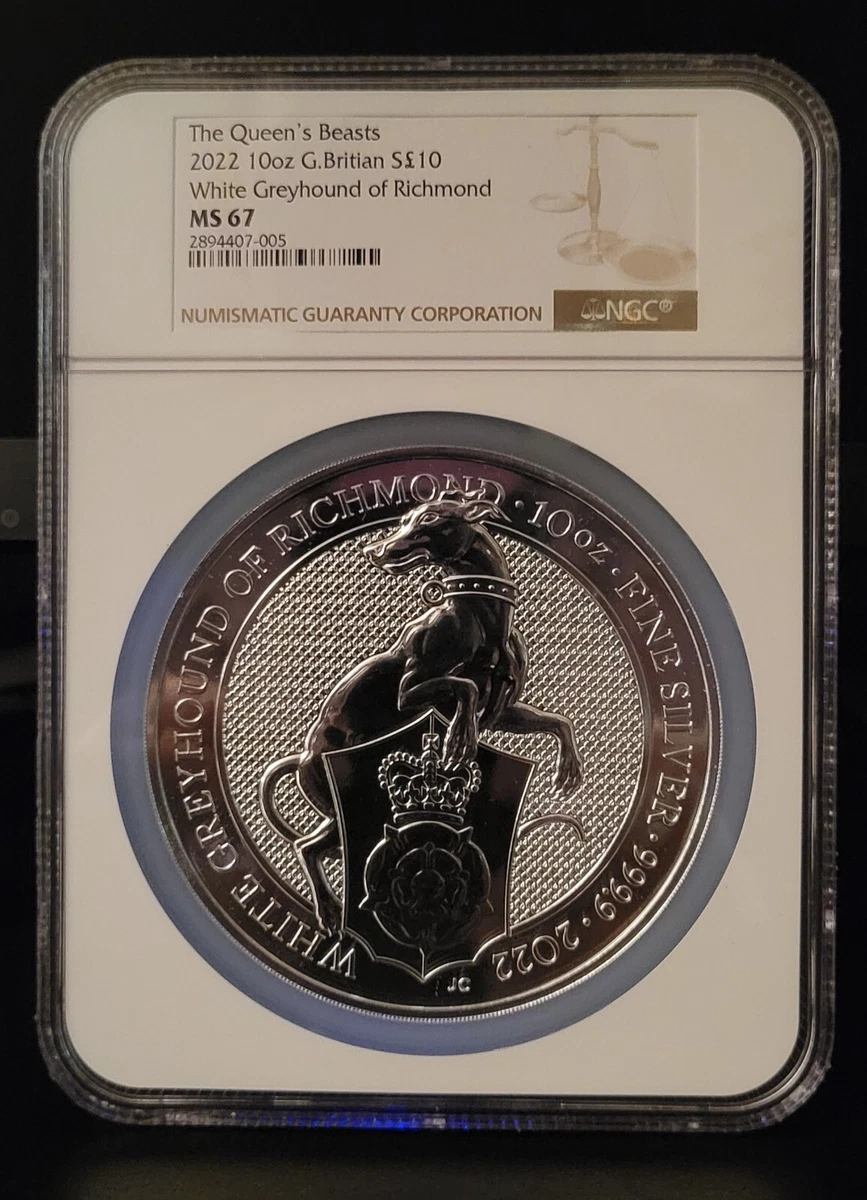 The Queen's Beasts
2022 10oz G.Britian S£10
White Greyhound of Richmond
MS 67
2894407-005
NUMISMATIC GUARANTY CORPORATION
NGC®
WHITE GREYHOUND OF RICHMOND · 10oz · FINE SILVER · 999.9 · 2022
JC